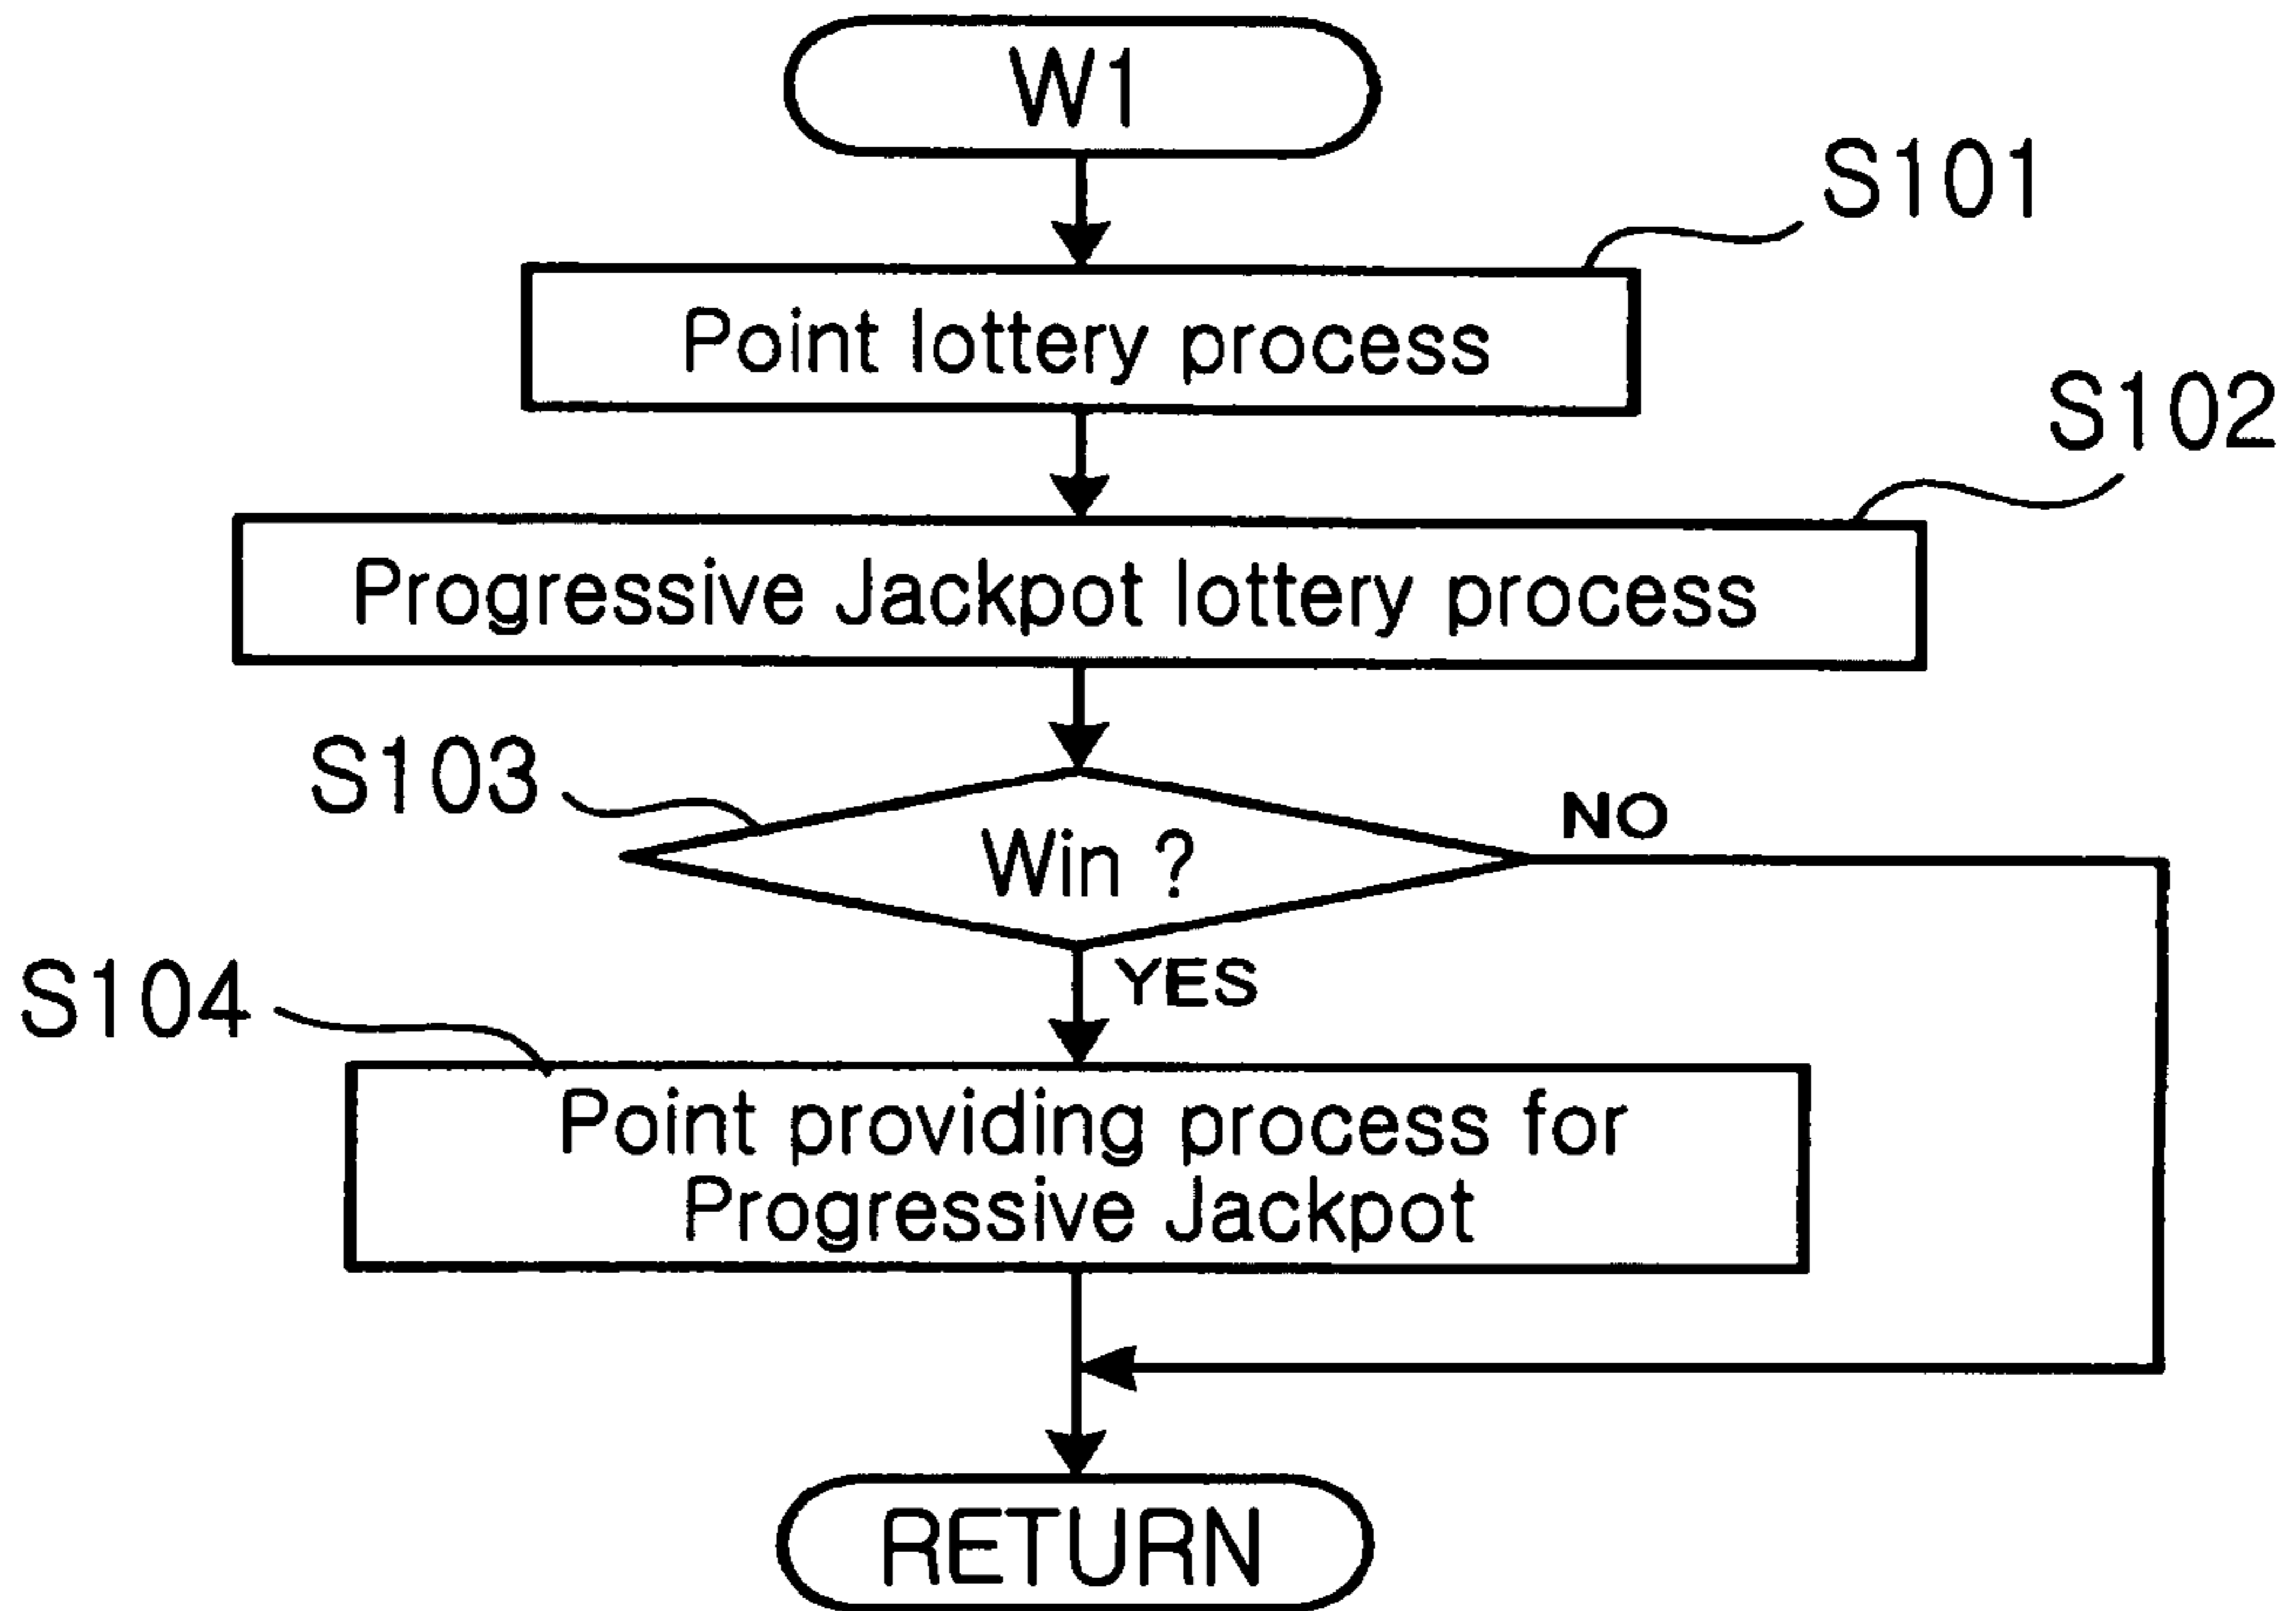 W1
S101
Point lottery process
S102
Progressive Jackpot lottery process
S103
Win ?
NO
YES
S104
Point providing process for
Progressive Jackpot
RETURN